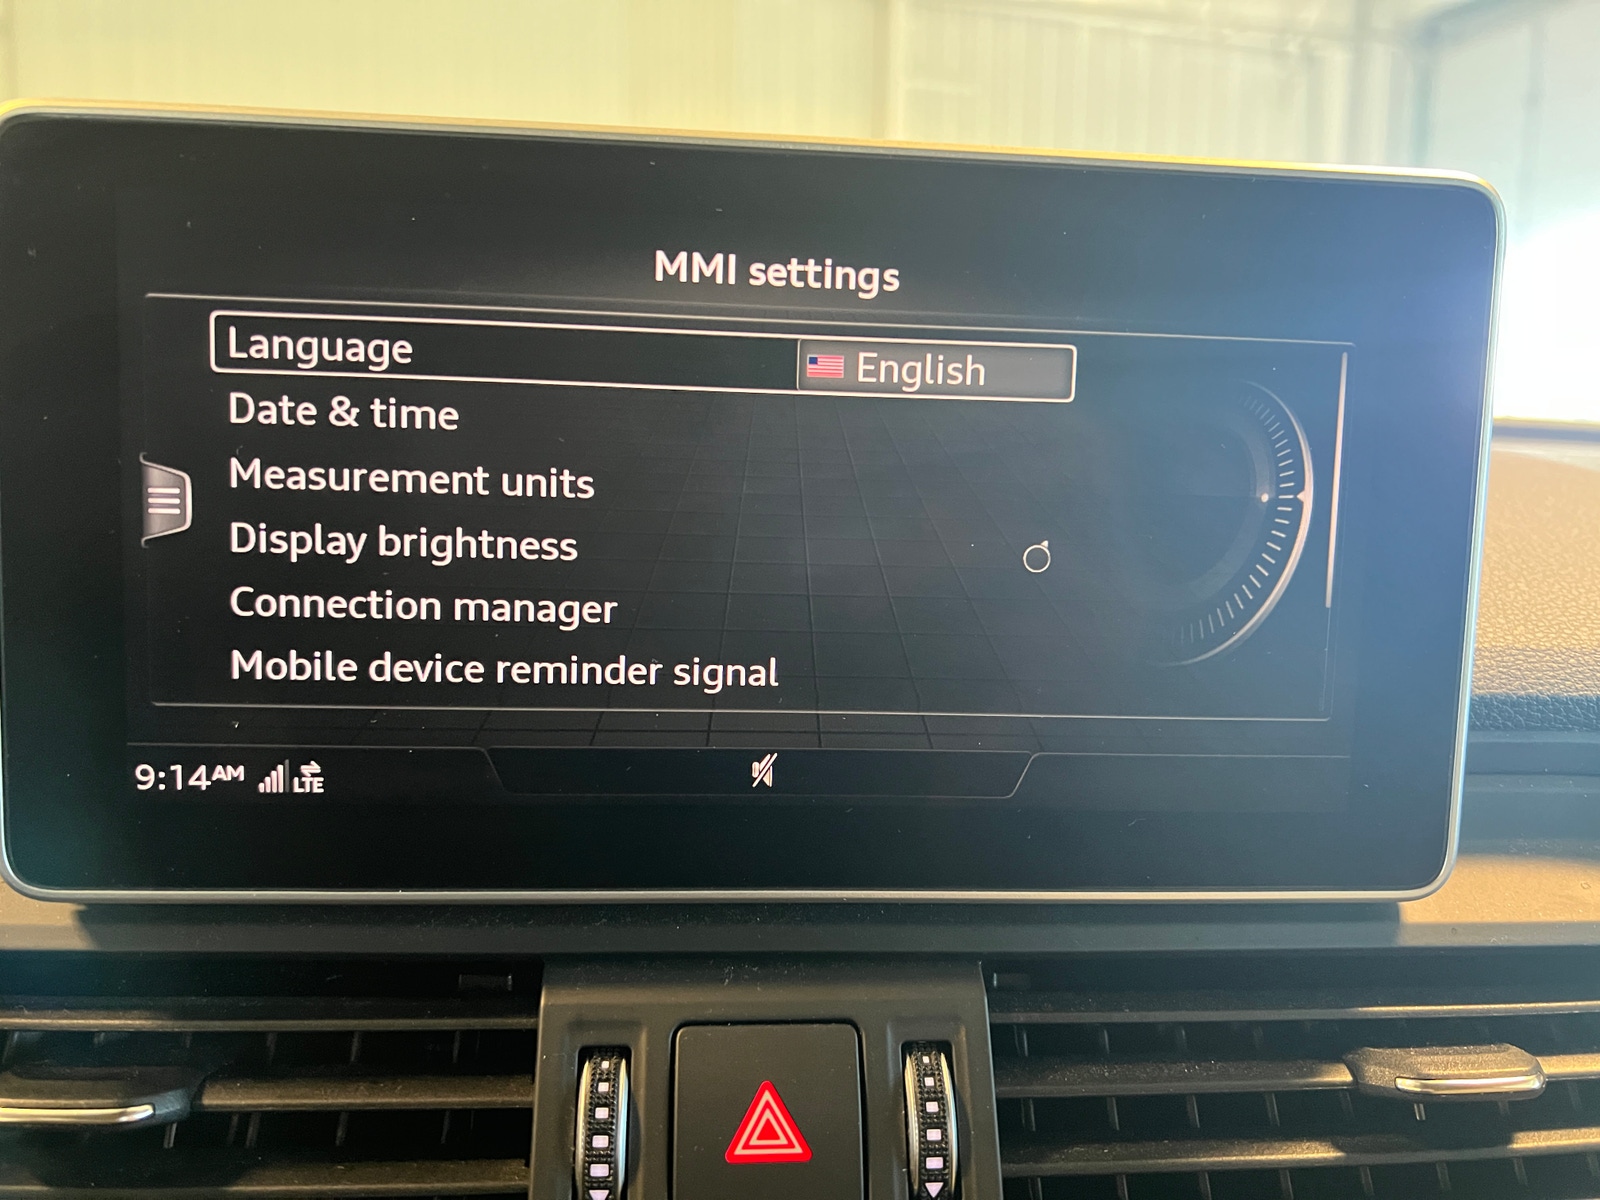 MMI settings
Language English
Date & time
Measurement units
Display brightness
Connection manager
Mobile device reminder signal
9:14AM LTE